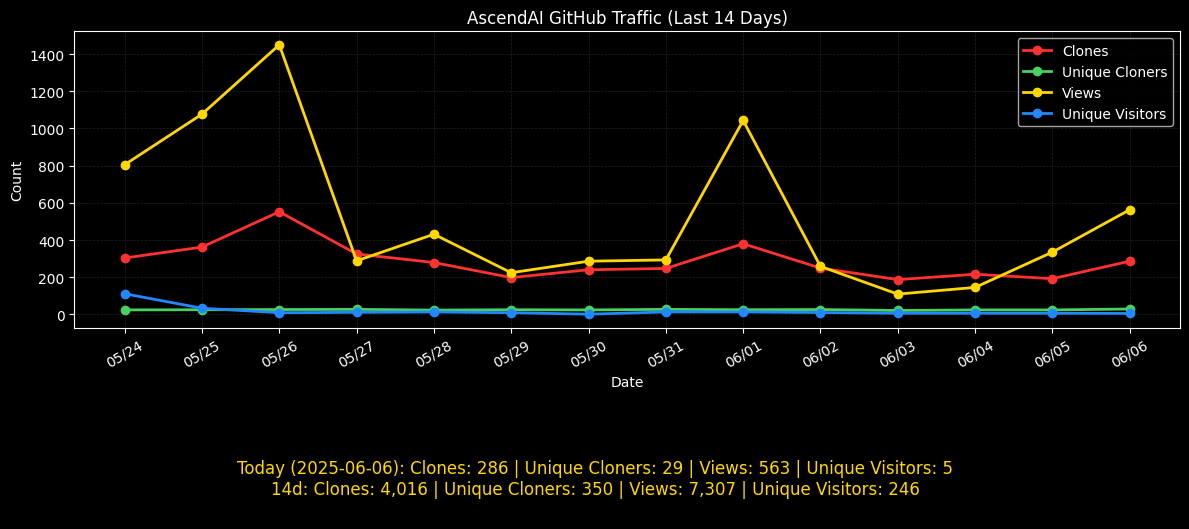 AscendAI GitHub Traffic (Last 14 Days)
Clones
Unique Cloners
Views
Unique Visitors
Count
1400
1200
1000
800
600
400
200
0
05/24 05/25 05/26 05/27 05/28 05/29 05/30 05/31 06/01 06/02 06/03 06/04 06/05 06/06
Date
Today (2025-06-06): Clones: 286 | Unique Cloners: 29 | Views: 563 | Unique Visitors: 5
14d: Clones: 4,016 | Unique Cloners: 350 | Views: 7,307 | Unique Visitors: 246